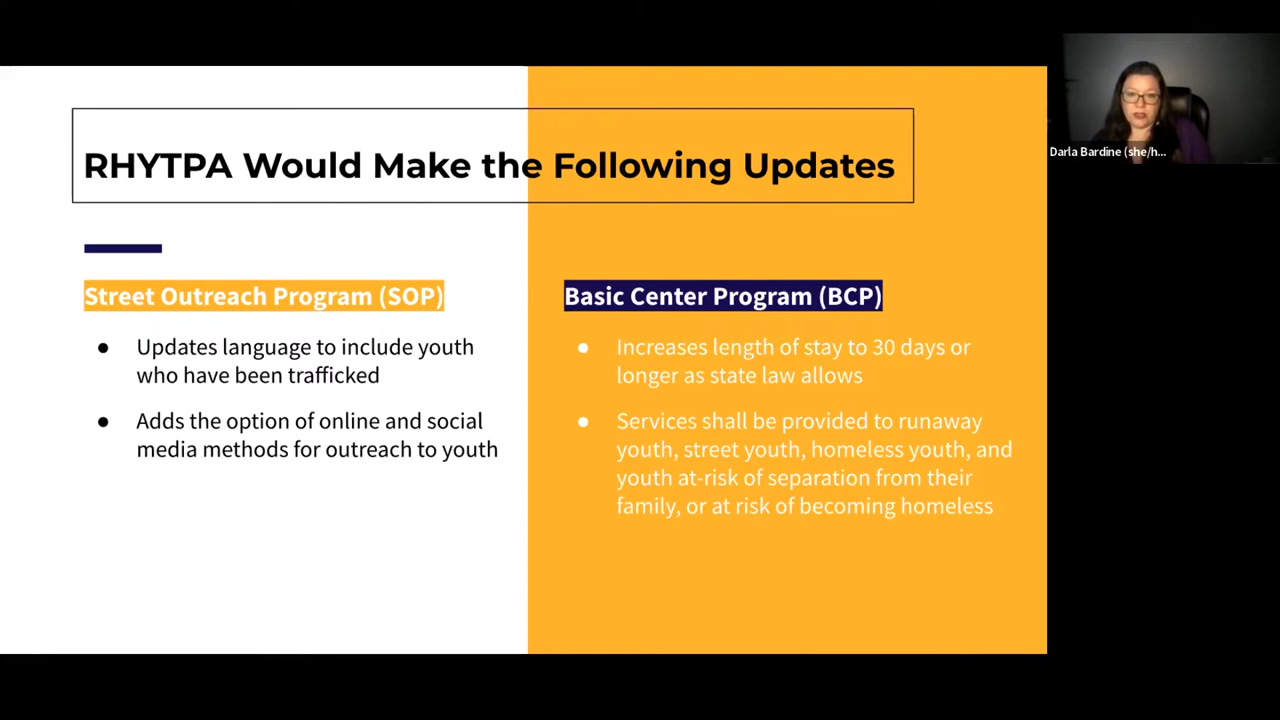 RHYTPA Would Make the Following Updates
Street Outreach Program (SOP)
● Updates language to include youth
who have been trafficked
● Adds the option of online and social
media methods for outreach to youth
Basic Center Program (BCP)
● Increases length of stay to 30 days or
longer as state law allows
● Services shall be provided to runaway
youth, street youth, homeless youth, and
youth at-risk of separation from their
family, or at risk of becoming homeless
Darla Bardine (she/h...